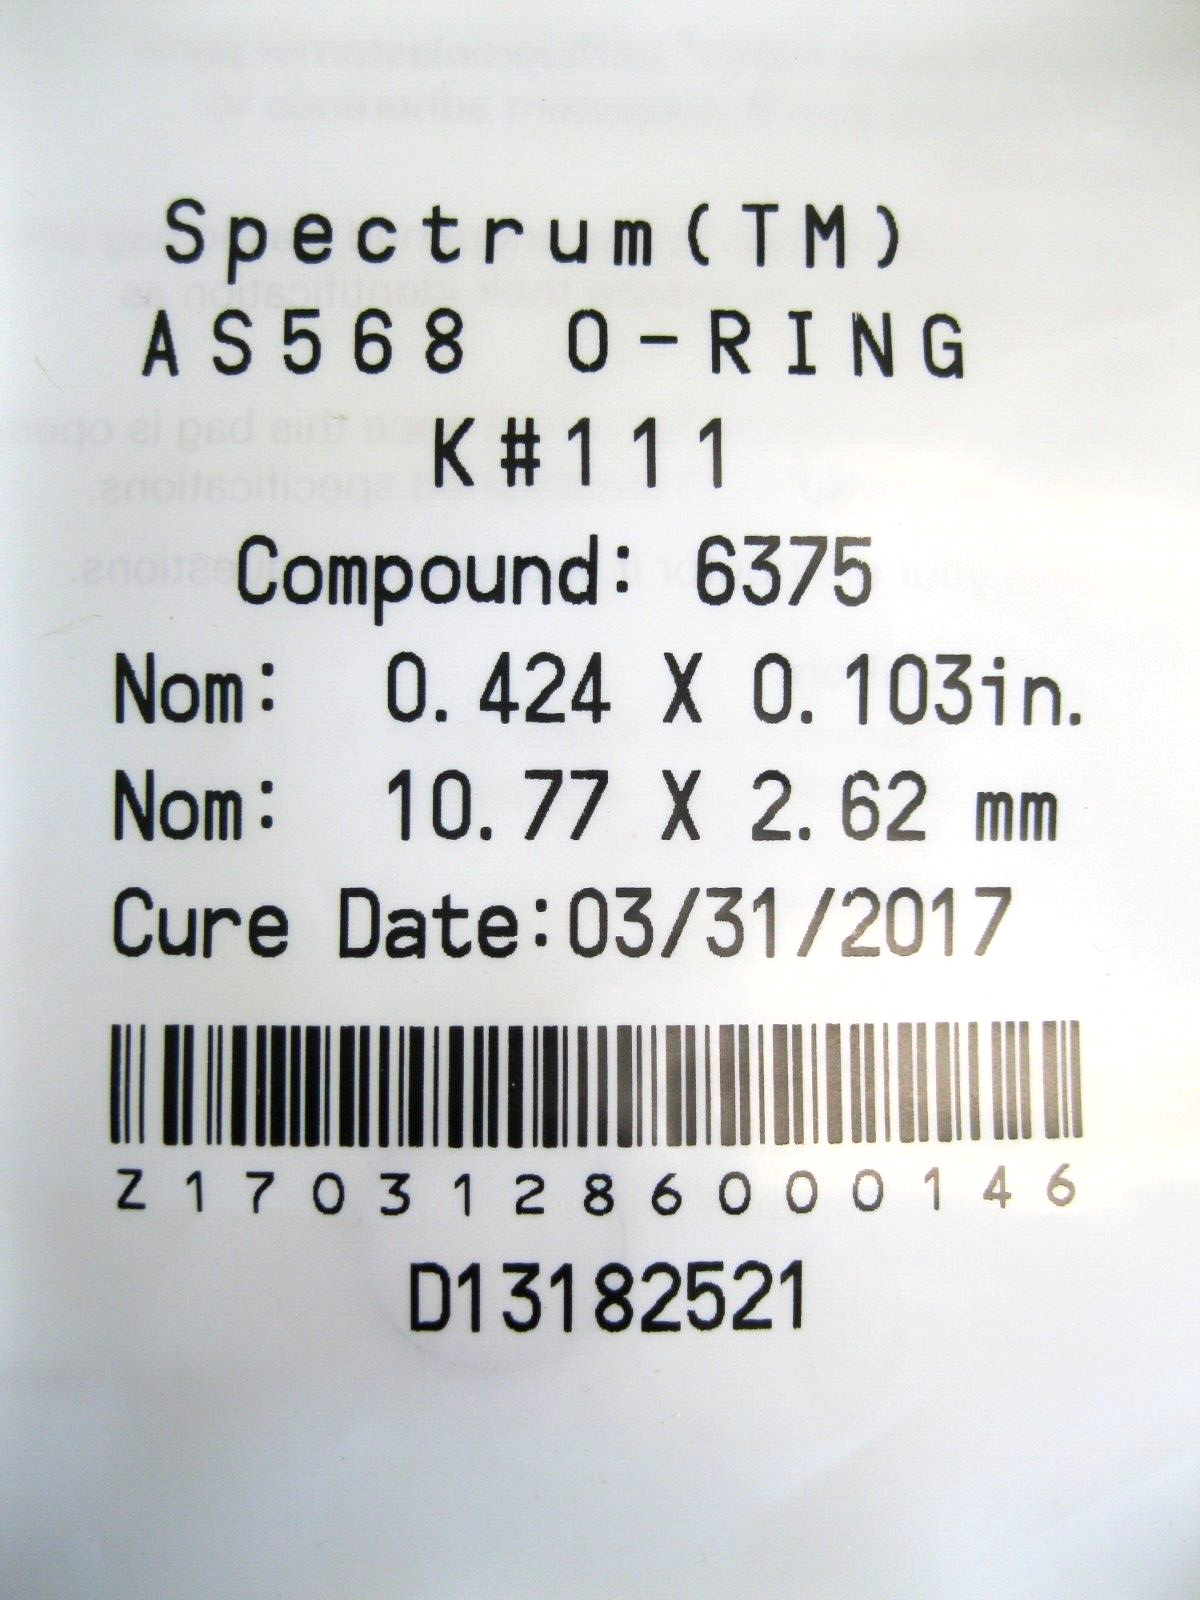 Spectrum(TM)
AS568 O-RING
K#111
Compound: 6375
Nom: 0.424 X 0.103in.
Nom: 10.77 X 2.62 mm
Cure Date:03/31/2017
Z17031286000146
D13182521